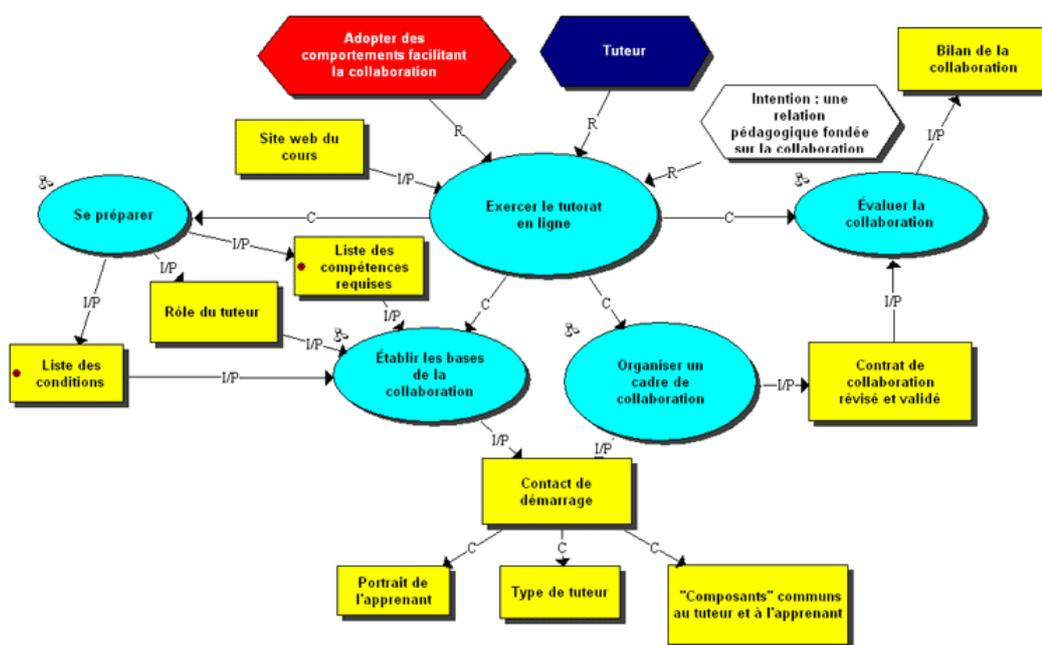 Adopter des
comportements facilitant
la collaboration
Tuteur
Bilan de la
collaboration
Intention : une
relation
pédagogique fondée
sur la collaboration
R
R
R
I/P
Site web du
cours
I/P
Se préparer
C
Exercer le tutorat
en ligne
C
Évaluer la
collaboration
I/P
I/P
Liste des
compétences
requises
I/P
I/P
C
C
I/P
Rôle du tuteur
I/P
Liste des
conditions
I/P
Établir les bases
de la
collaboration
Organiser un
cadre de
collaboration
I/P
Contrat de
collaboration
révisé et validé
I/P
I/P
Contact de
démarrage
C
C
C
Portrait de
l'apprenant
Type de tuteur
"Composants" communs
au tuteur et à l'apprenant